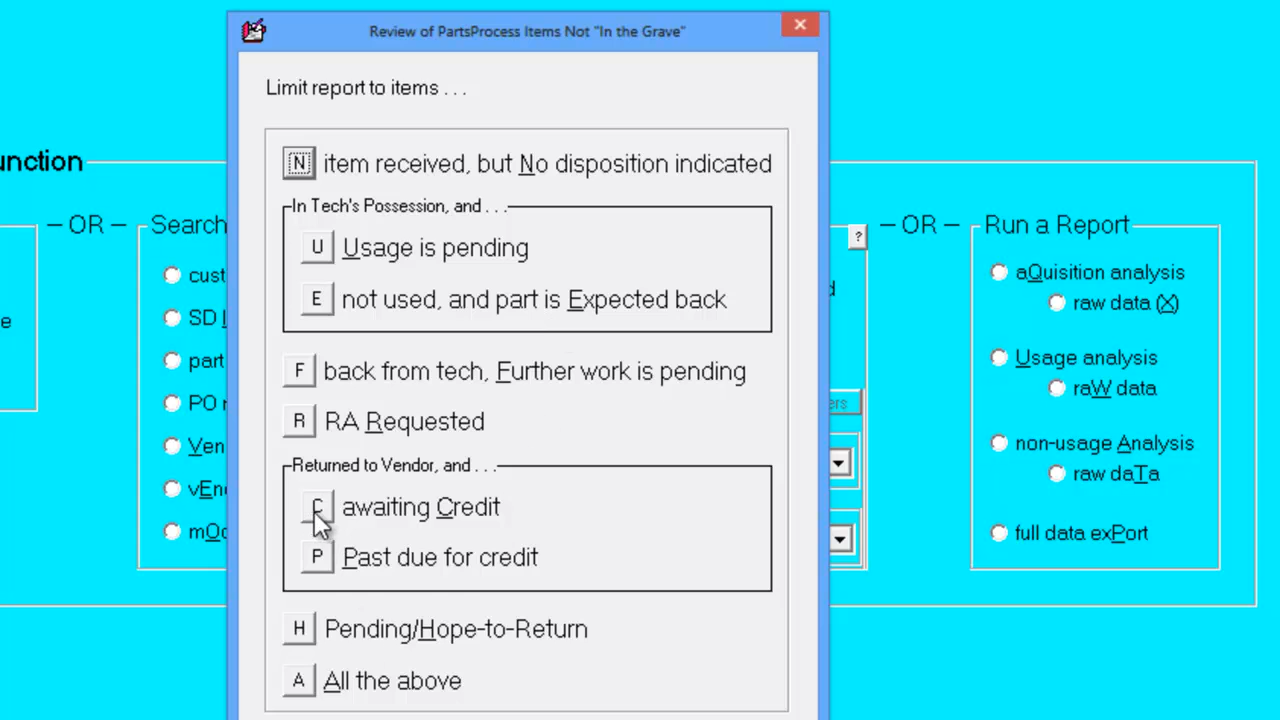 Review of PartsProcess Items Not "In the Grave"
Limit report to items . . .
N item received, but No disposition indicated
In Tech's Possession, and . . .
U Usage is pending
E not used, and part is Expected back
F back from tech, Further work is pending
R RA Requested
Returned to Vendor, and . . .
C awaiting Credit
P Past due for credit
H Pending/Hope-to-Return
A All the above
unction
– OR –
Search
cust
SD I
part
PO
Ven
vEn
mOd
e
?
ers
– OR –
Run a Report
aQuisition analysis
raw data (X)
Usage analysis
raW data
non-usage Analysis
raw daTa
full data exPort